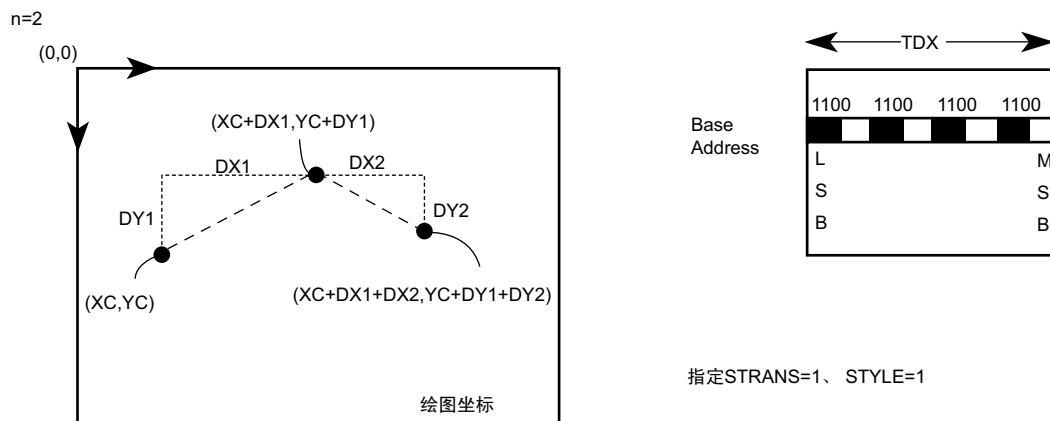 n=2
(0,0)
(XC+DX1,YC+DY1)
DX1
DX2
DY1
DY2
(XC,YC)
(XC+DX1+DX2,YC+DY1+DY2)
绘图坐标
TDX
1100 1100 1100 1100
Base
Address
L M
S S
B B
指定STRANS=1、 STYLE=1